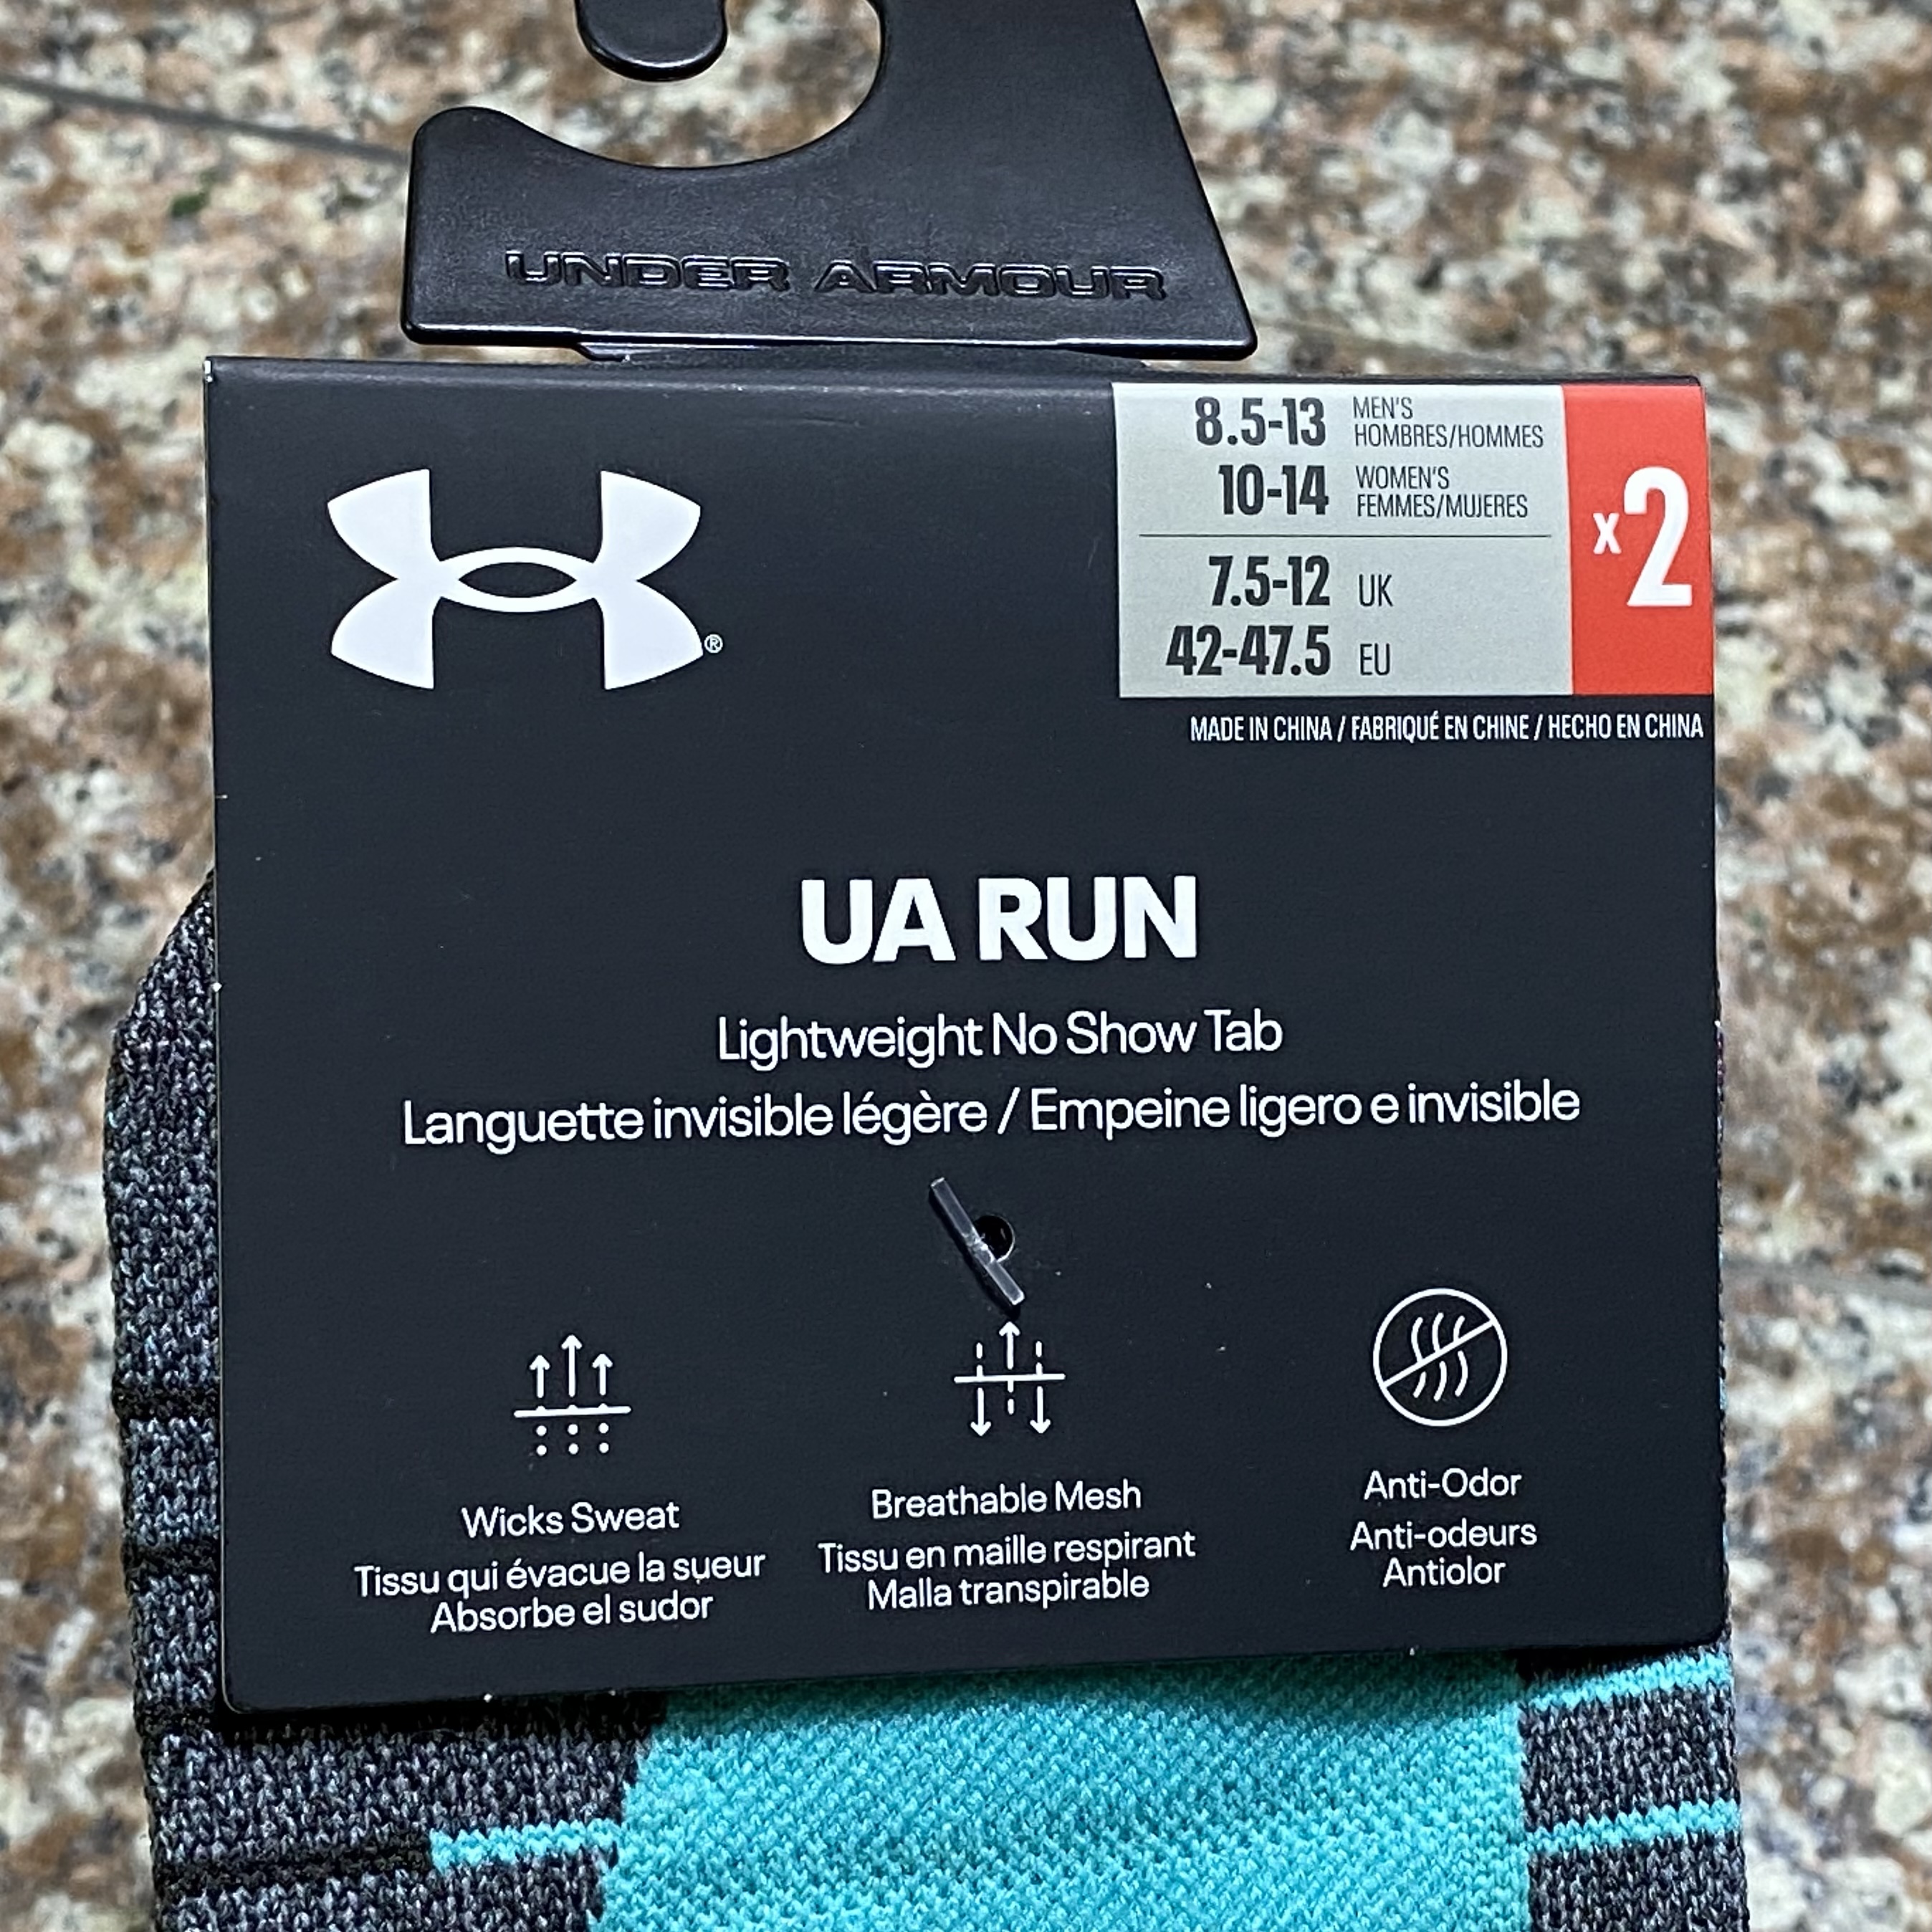 UNDER ARMOUR
8.5-13 MEN'S
HOMBRES/HOMMES
10-14 WOMEN'S
FEMMES/MUJERES
7.5-12 UK
42-47.5 EU
x2
®
MADE IN CHINA / FABRIQUÉ EN CHINE / HECHO EN CHINA
UA RUN
Lightweight No Show Tab
Languette invisible légère / Empeine ligero e invisible
Wicks Sweat
Tissu qui évacue la sueur
Absorbe el sudor
Breathable Mesh
Tissu en maille respirant
Malla transpirable
Anti-Odor
Anti-odeurs
Antiolor